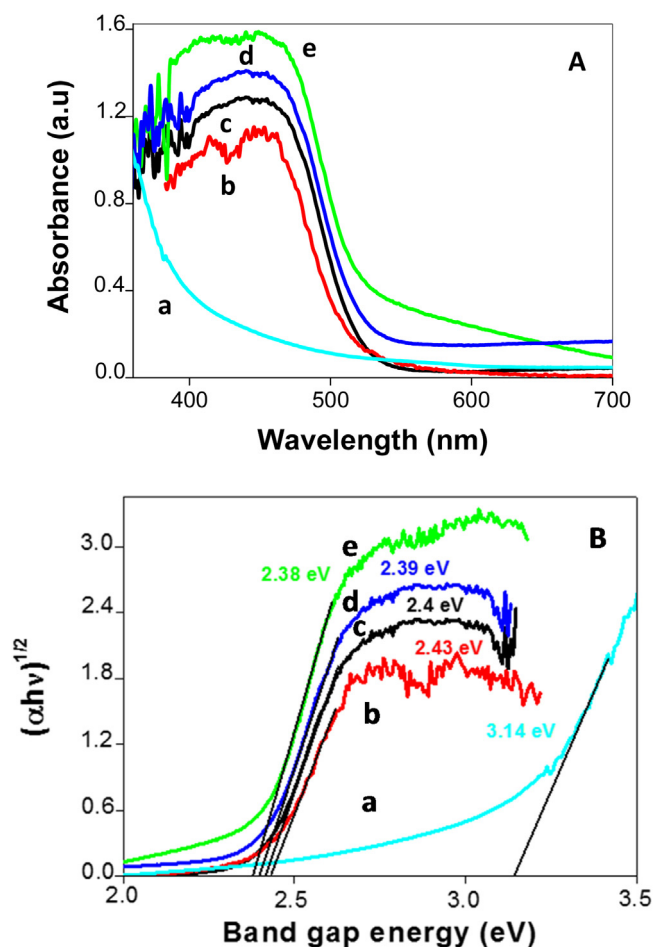 1.6
1.2
0.8
0.4
0.0
Absorbance (a.u)
A
e
d
c
b
a
400
500
600
700
Wavelength (nm)
3.0
2.4
1.8
1.2
0.6
0.0
(αhν)1/2
B
e
2.38 eV
2.39 eV
d
2.4 eV
c
2.43 eV
b
3.14 eV
a
2.0
2.5
3.0
3.5
Band gap energy (eV)